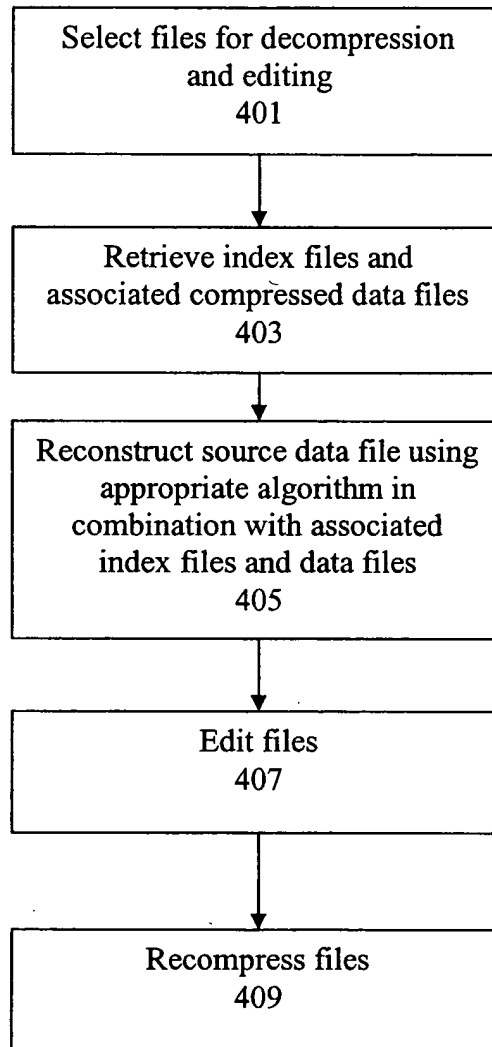 Select files for decompression
and editing
401
Retrieve index files and
associated compressed data files
403
Reconstruct source data file using
appropriate algorithm in
combination with associated
index files and data files
405
Edit files
407
Recompress files
409